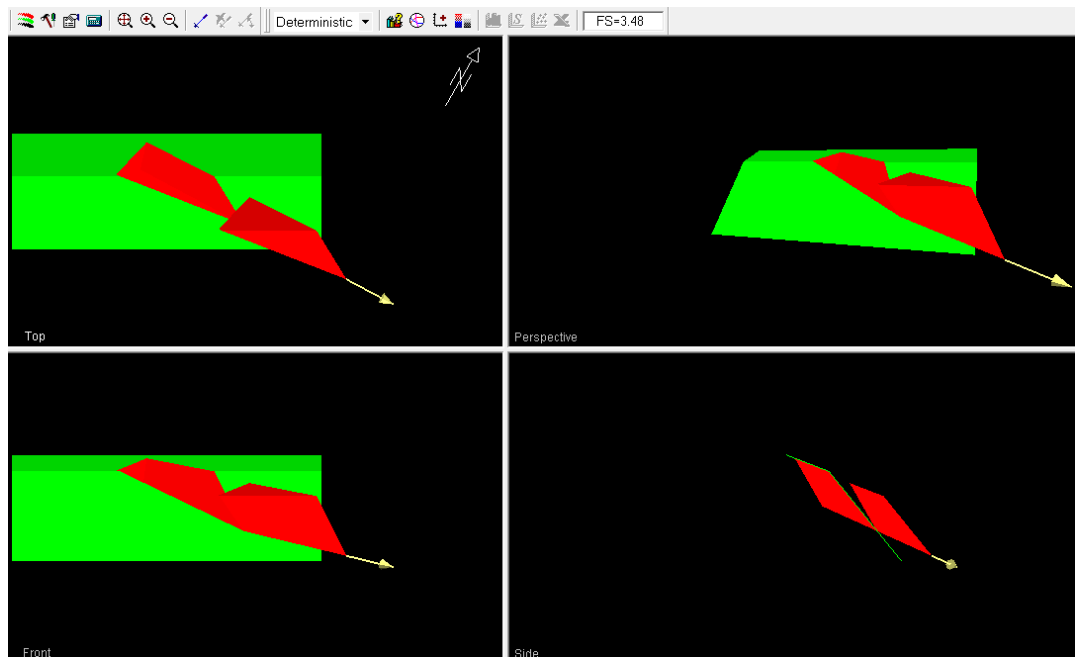 Deterministic FS=3.48
N
Top
Perspective
Front
Side